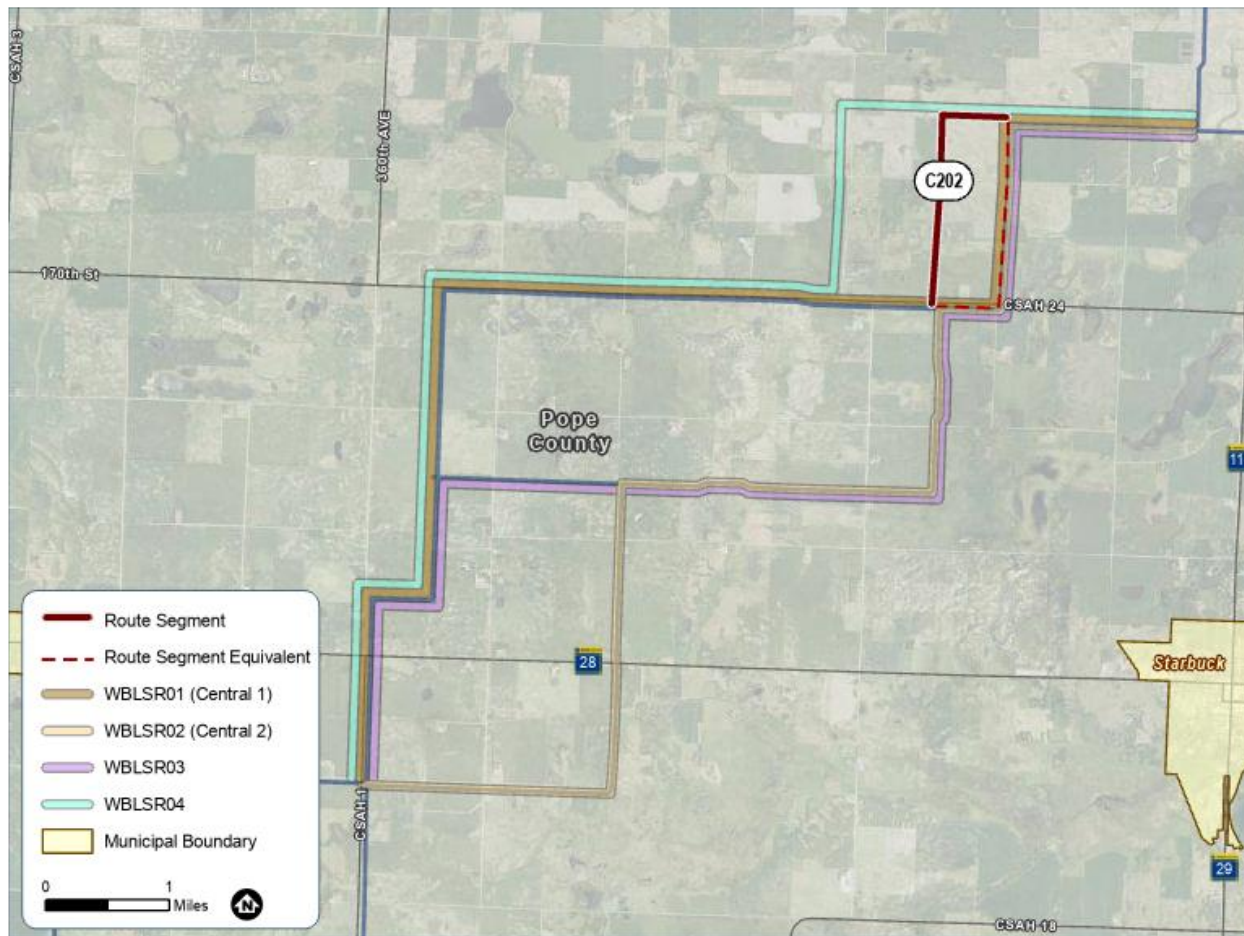 CSAH 3
360th AVE
C202
170th St
CSAH 24
Pope
County
11
28
Starbuck
CSAH 1
29
CSAH 18
Route Segment
Route Segment Equivalent
WBLSR01 (Central 1)
WBLSR02 (Central 2)
WBLSR03
WBLSR04
Municipal Boundary
0 1
Miles
N